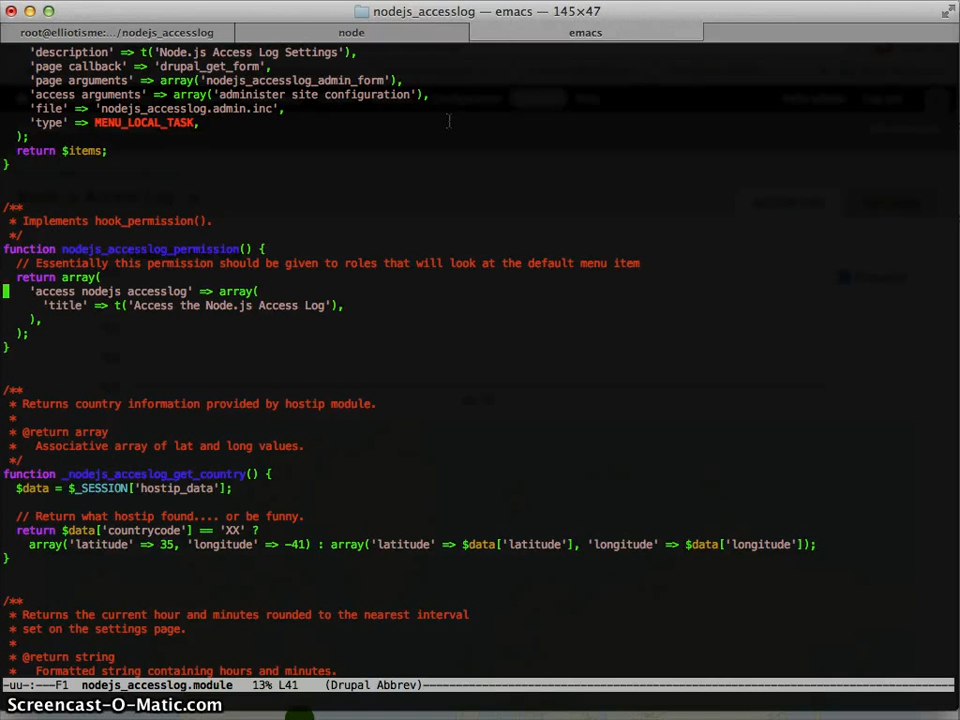 nodejs_accesslog — emacs — 145×47
root@elliotisme:.../nodejs_accesslog
node
emacs
'description' => t('Node.js Access Log Settings'),
'page callback' => 'drupal_get_form',
'page arguments' => array('nodejs_accesslog_admin_form'),
'access arguments' => array('administer site configuration'),
'file' => 'nodejs_accesslog.admin.inc',
'type' => MENU_LOCAL_TASK,
);
return $items;
}
/**
* Implements hook_permission().
*/
function nodejs_accesslog_permission() {
// Essentially this permission should be given to roles that will look at the default menu item
return array(
'access nodejs accesslog' => array(
'title' => t('Access the Node.js Access Log'),
),
);
}
/**
* Returns country information provided by hostip module.
*
* @return array
* Associative array of lat and long values.
*/
function _nodejs_acceslog_get_country() {
$data = $_SESSION['hostip_data'];
// Return what hostip found.... or be funny.
return $data['countrycode'] == 'XX' ?
array('latitude' => 35, 'longitude' => -41) : array('latitude' => $data['latitude'], 'longitude' => $data['longitude']);
}
/**
* Returns the current hour and minutes rounded to the nearest interval
* set on the settings page.
*
* @return string
* Formatted string containing hours and minutes.
-uu-:---F1 nodejs_accesslog.module 13% L41 (Drupal Abbrev)
Screencast-O-Matic.com